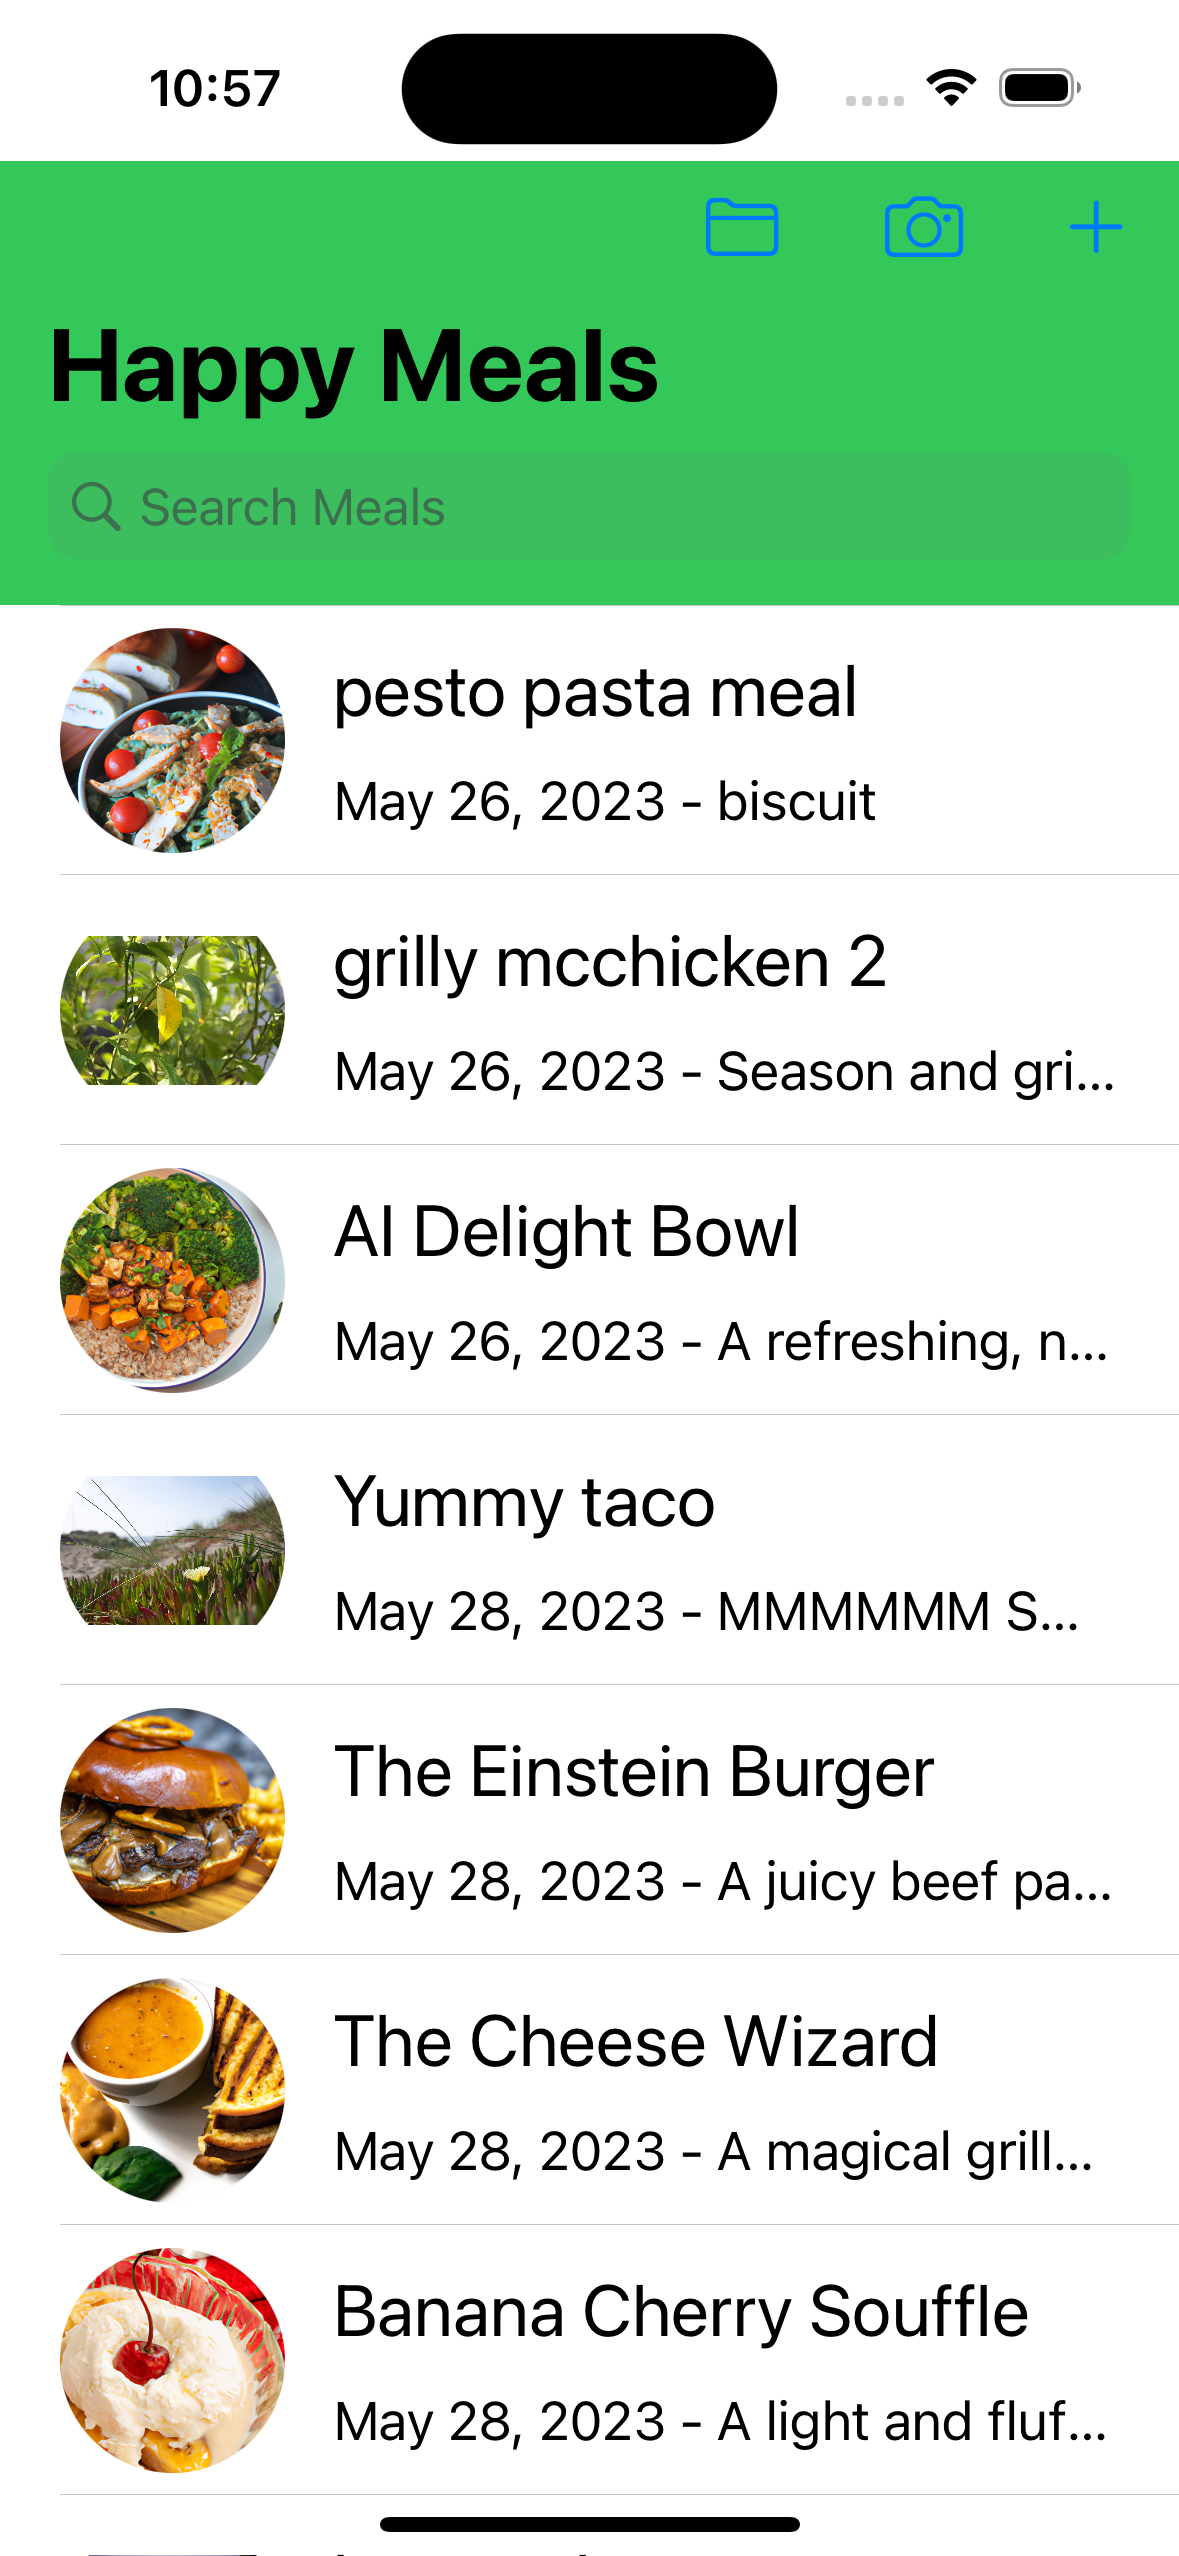 10:57
Happy Meals
Search Meals
pesto pasta meal
May 26, 2023 - biscuit
grilly mcchicken 2
May 26, 2023 - Season and gri...
AI Delight Bowl
May 26, 2023 - A refreshing, n...
Yummy taco
May 28, 2023 - MMMMMM S...
The Einstein Burger
May 28, 2023 - A juicy beef pa...
The Cheese Wizard
May 28, 2023 - A magical grill...
Banana Cherry Souffle
May 28, 2023 - A light and fluf...